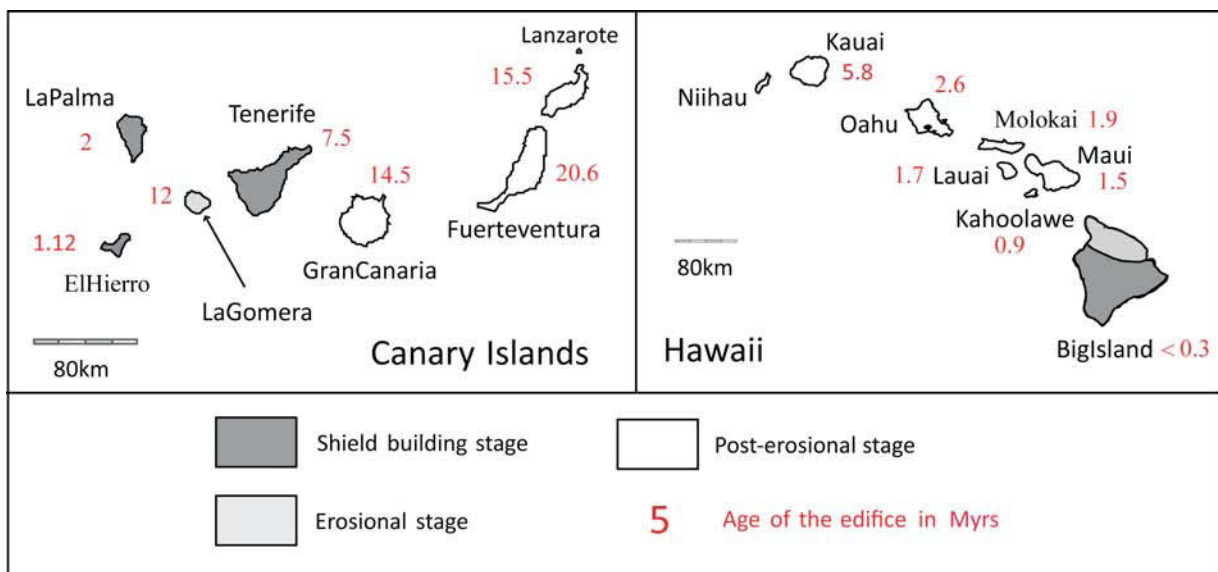 Lanzarote
15.5
LaPalma
2
Tenerife
7.5
12
14.5
20.6
Fuerteventura
1.12
ElHierro
GranCanaria
LaGomera
80km
Canary Islands
Kauai
5.8
Niihau
2.6
Oahu
Molokai 1.9
Maui
1.7 Lauai
1.5
Kahoolawe
0.9
80km
Hawaii
BigIsland <0.3
Shield building stage
Post-erosional stage
Erosional stage
5 Age of the edifice in Myrs